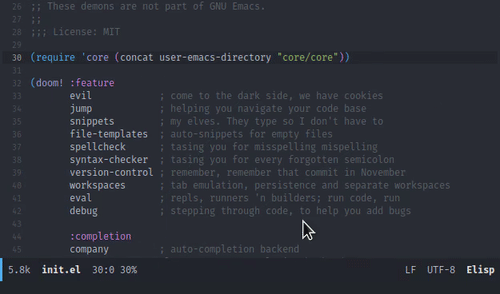 26 ;; These demons are not part of GNU Emacs.
27 ;;
28 ;;; License: MIT
29
30 (require 'core (concat user-emacs-directory "core/core"))
31
32 (doom! :feature
33 evil ; come to the dark side, we have cookies
34 jump ; helping you navigate your code base
35 snippets ; my elves. They type so I don't have to
36 file-templates ; auto-snippets for empty files
37 spellcheck ; tasing you for misspelling mispelling
38 syntax-checker ; tasing you for every forgotten semicolon
39 version-control ; remember, remember that commit in November
40 workspaces ; tab emulation, persistence and separate workspaces
41 eval ; repls, runners 'n builders; run code, run
42 debug ; stepping through code, to help you add bugs
43
44 :completion
45 company ; auto-completion backend
5.8k init.el 30:0 30% LF UTF-8 Elisp